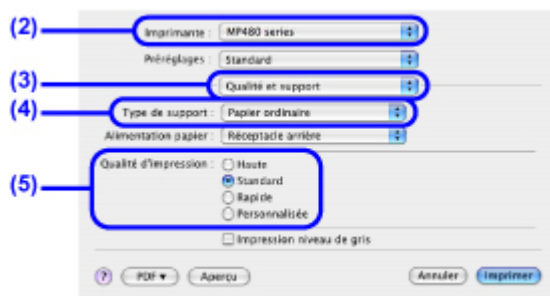 (2) Imprimante : MP480 series
Préréglages : Standard
(3) Qualité et support
(4) Type de support : Papier ordinaire
Alimentation papier : Réceptacle arrière
(5) Qualité d'impression : Haute
Standard
Rapide
Personnalisée
Impression niveau de gris
? PDF ▾ Aperçu Annuler Imprimer